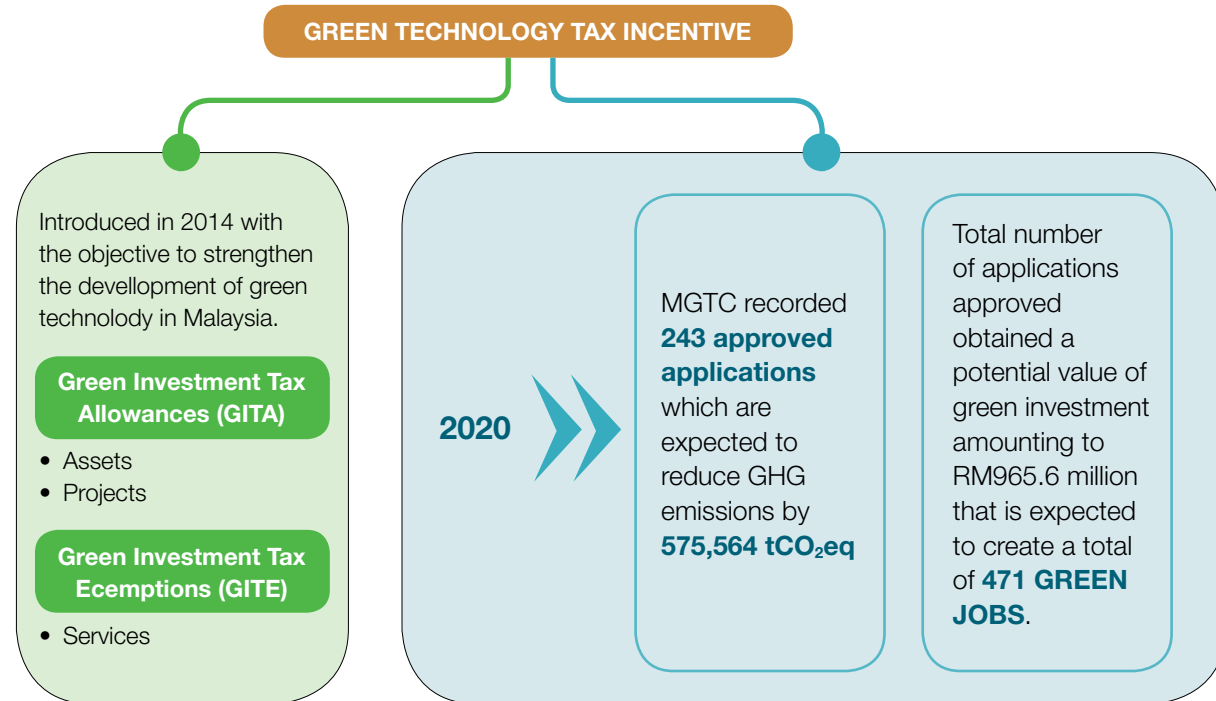 GREEN TECHNOLOGY TAX INCENTIVE
Introduced in 2014 with
the objective to strengthen
the devellopment of green
technolody in Malaysia.
Green Investment Tax
Allowances (GITA)
• Assets
• Projects
Green Investment Tax
Ecemptions (GITE)
• Services
2020
MGTC recorded
243 approved
applications
which are
expected to
reduce GHG
emissions by
575,564 tCO₂eq
Total number
of applications
approved
obtained a
potential value of
green investment
amounting to
RM965.6 million
that is expected
to create a total
of 471 GREEN
JOBS.